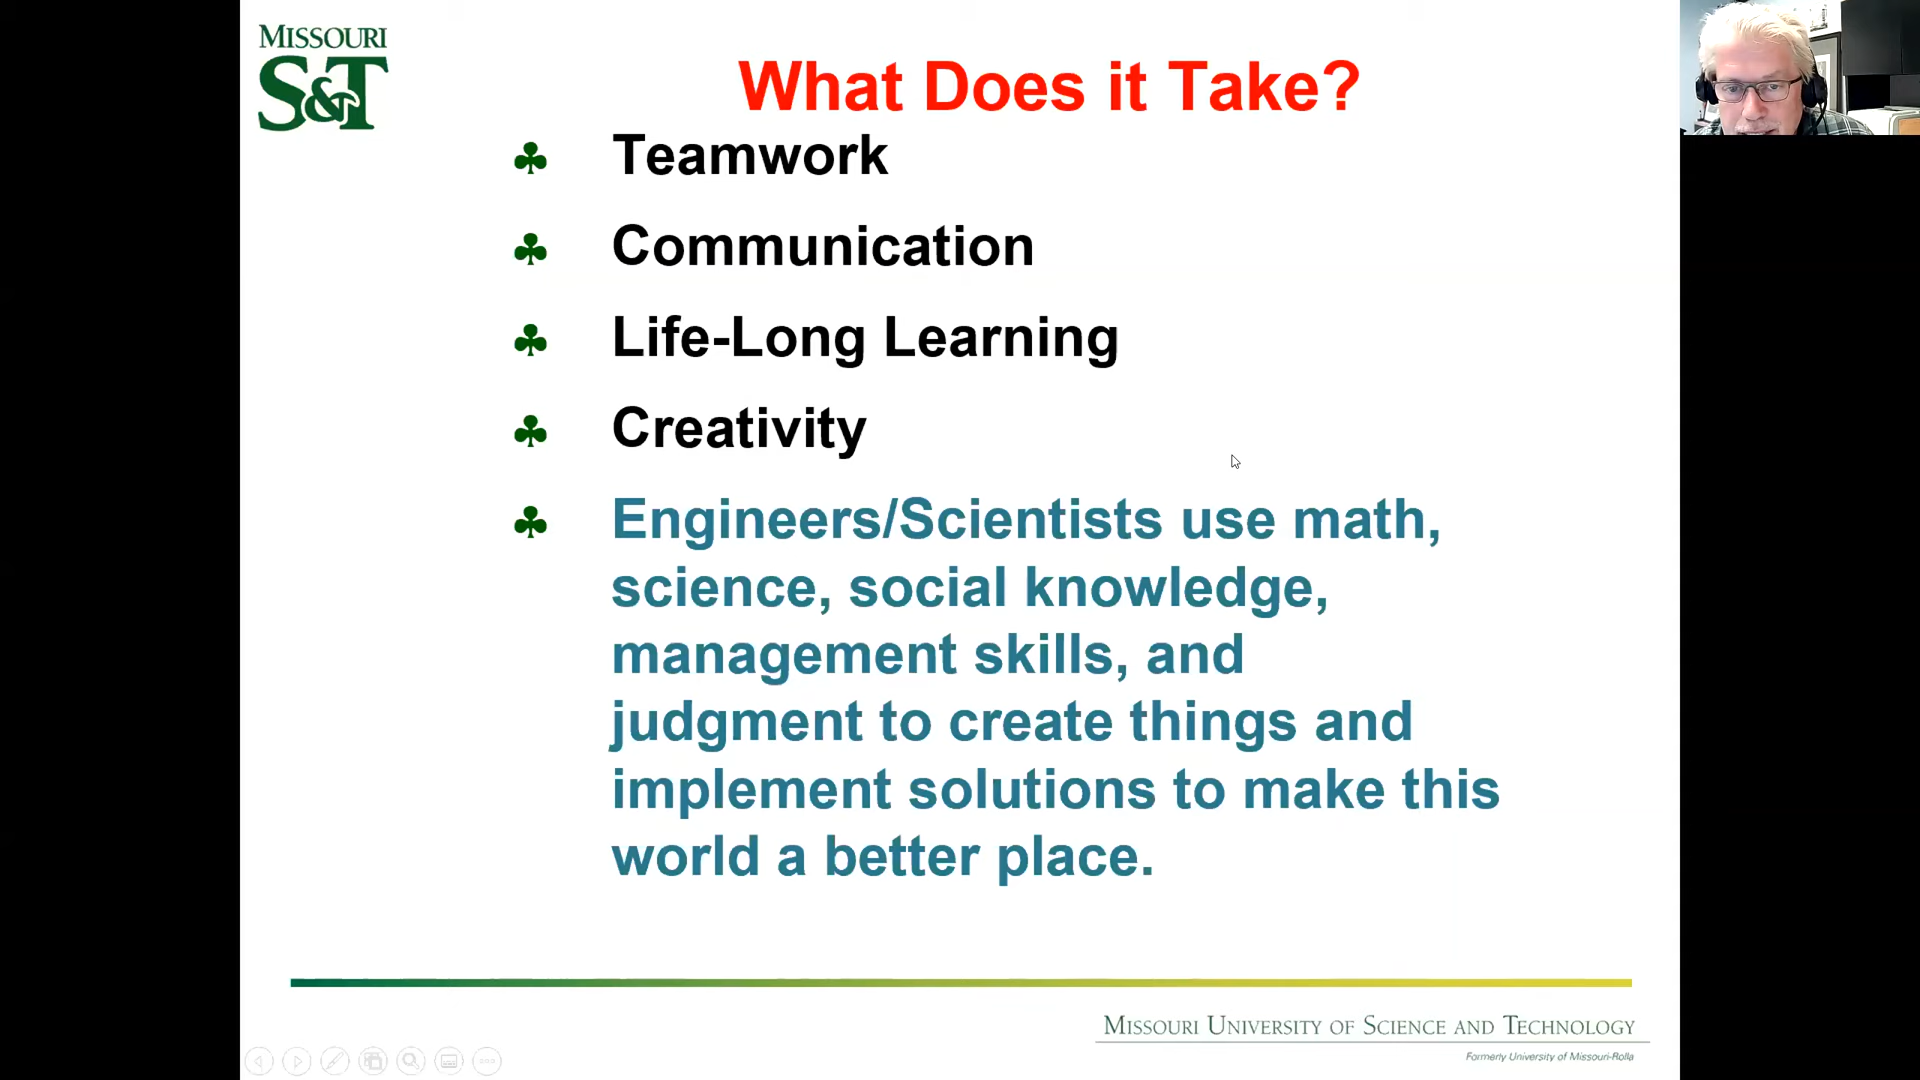 MISSOURI
S&T
What Does it Take?
♣ Teamwork
♣ Communication
♣ Life-Long Learning
♣ Creativity
♣ Engineers/Scientists use math,
science, social knowledge,
management skills, and
judgment to create things and
implement solutions to make this
world a better place.
MISSOURI UNIVERSITY OF SCIENCE AND TECHNOLOGY
Formerly University of Missouri-Rolla